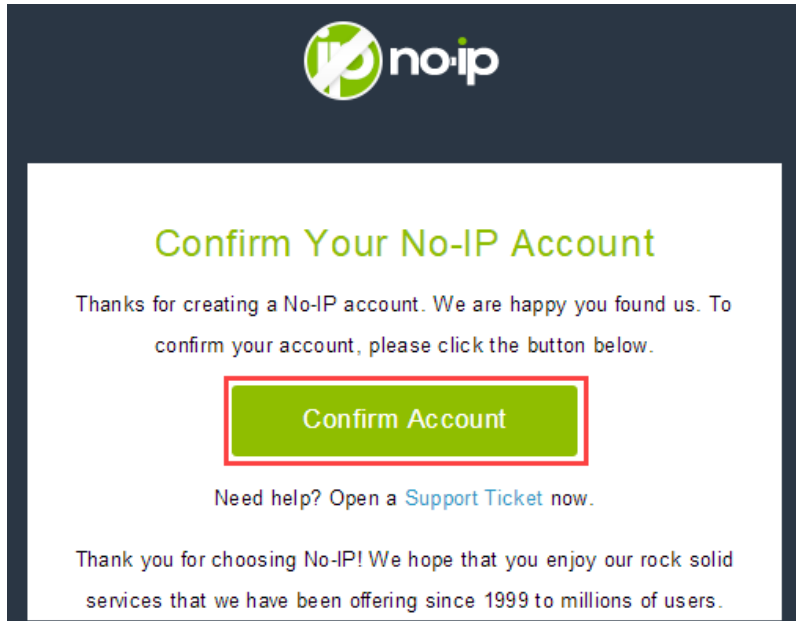 no-ip
Confirm Your No-IP Account
Thanks for creating a No-IP account. We are happy you found us. To
confirm your account, please click the button below.
Confirm Account
Need help? Open a Support Ticket now.
Thank you for choosing No-IP! We hope that you enjoy our rock solid
services that we have been offering since 1999 to millions of users.